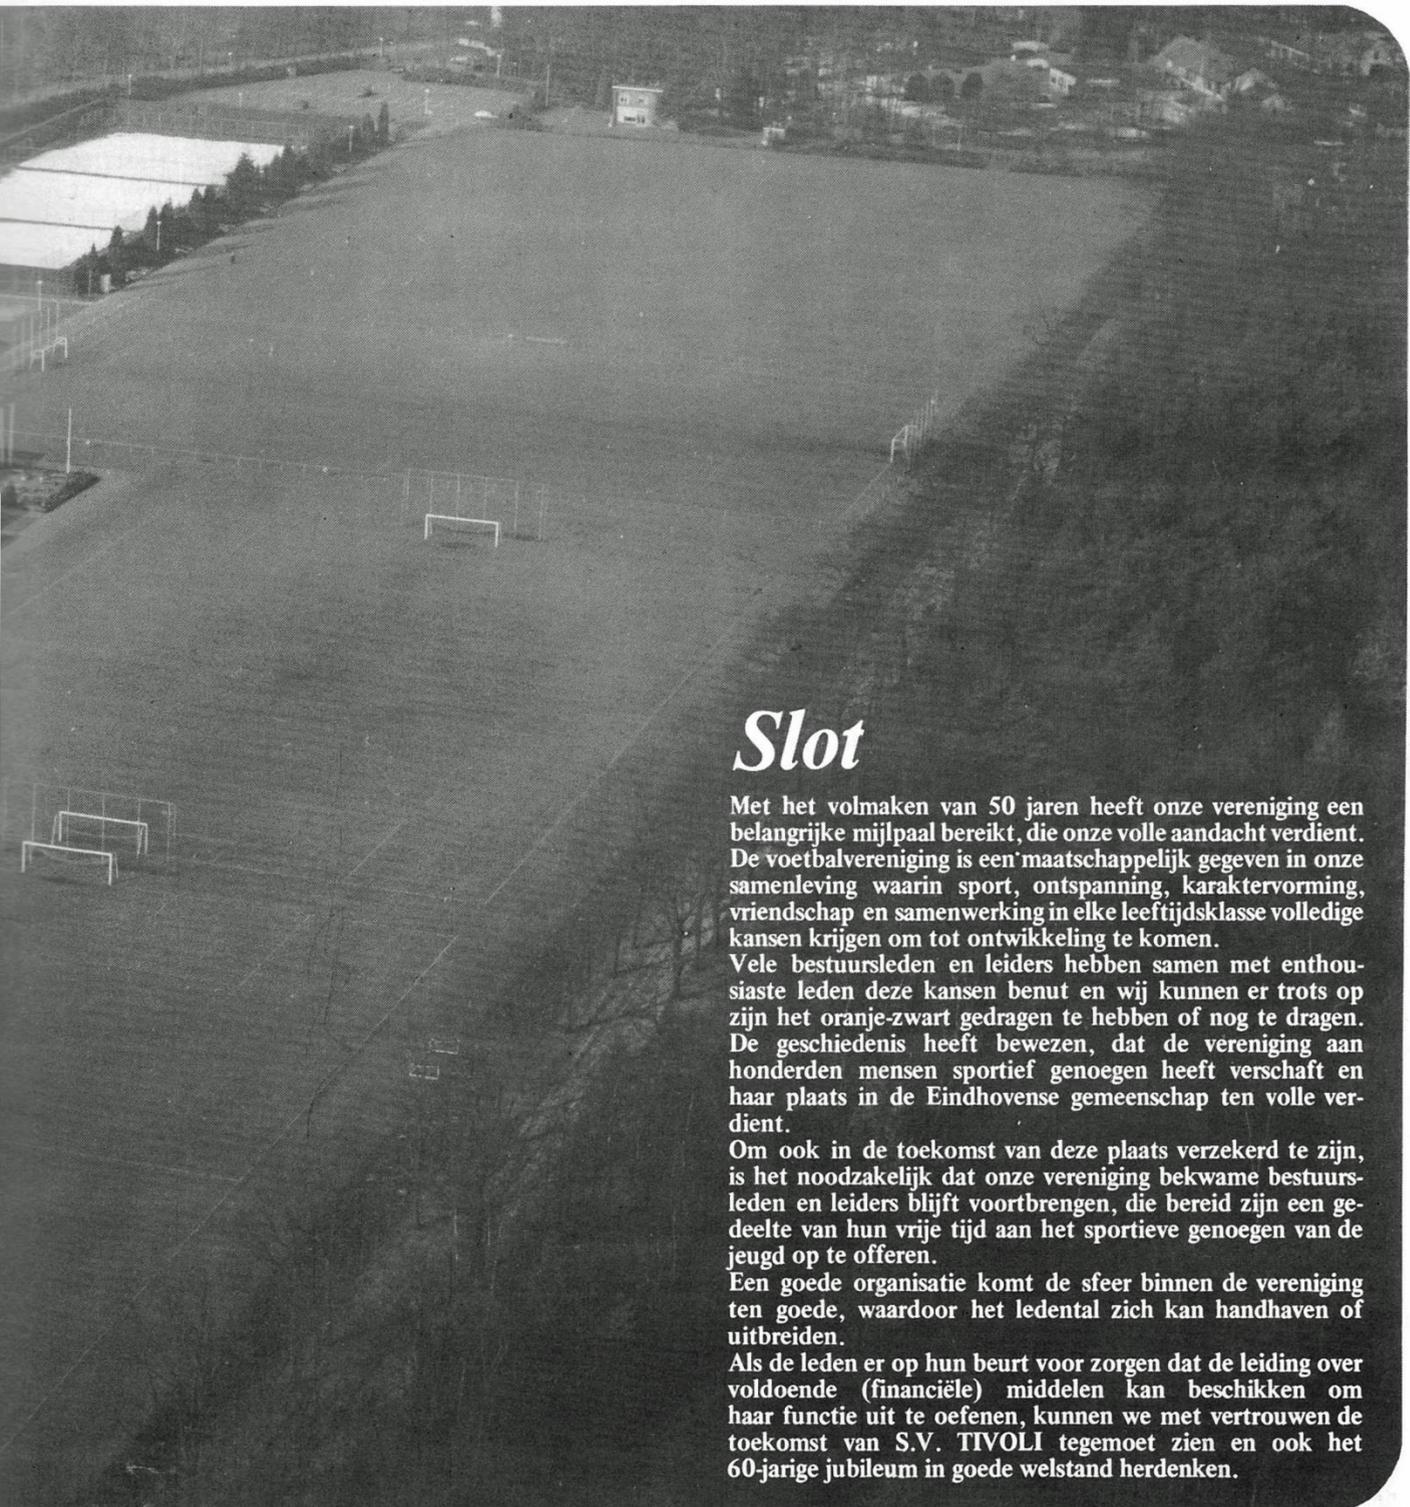 Slot
Met het volmaken van 50 jaren heeft onze vereniging een
belangrijke mijlpaal bereikt, die onze volle aandacht verdient.
De voetbalvereniging is een maatschappelijk gegeven in onze
samenleving waarin sport, ontspanning, karaktervorming,
vriendschap en samenwerking in elke leeftijdsklasse volledige
kansen krijgen om tot ontwikkeling te komen.
Vele bestuursleden en leiders hebben samen met enthou-
siaste leden deze kansen benut en wij kunnen er trots op
zijn het oranje-zwart gedragen te hebben of nog te dragen.
De geschiedenis heeft bewezen, dat de vereniging aan
honderden mensen sportief genoegen heeft verschaft en
haar plaats in de Eindhovense gemeenschap ten volle ver-
dient.
Om ook in de toekomst van deze plaats verzekerd te zijn,
is het noodzakelijk dat onze vereniging bekwame bestuurs-
leden en leiders blijft voortbrengen, die bereid zijn een ge-
deelte van hun vrije tijd aan het sportieve genoegen van de
jeugd op te offeren.
Een goede organisatie komt de sfeer binnen de vereniging
ten goede, waardoor het ledental zich kan handhaven of
uitbreiden.
Als de leden er op hun beurt voor zorgen dat de leiding over
voldoende (financiële) middelen kan beschikken om
haar functie uit te oefenen, kunnen we met vertrouwen de
toekomst van S.V. TIVOLI tegemoet zien en ook het
60-jarige jubileum in goede welstand herdenken.